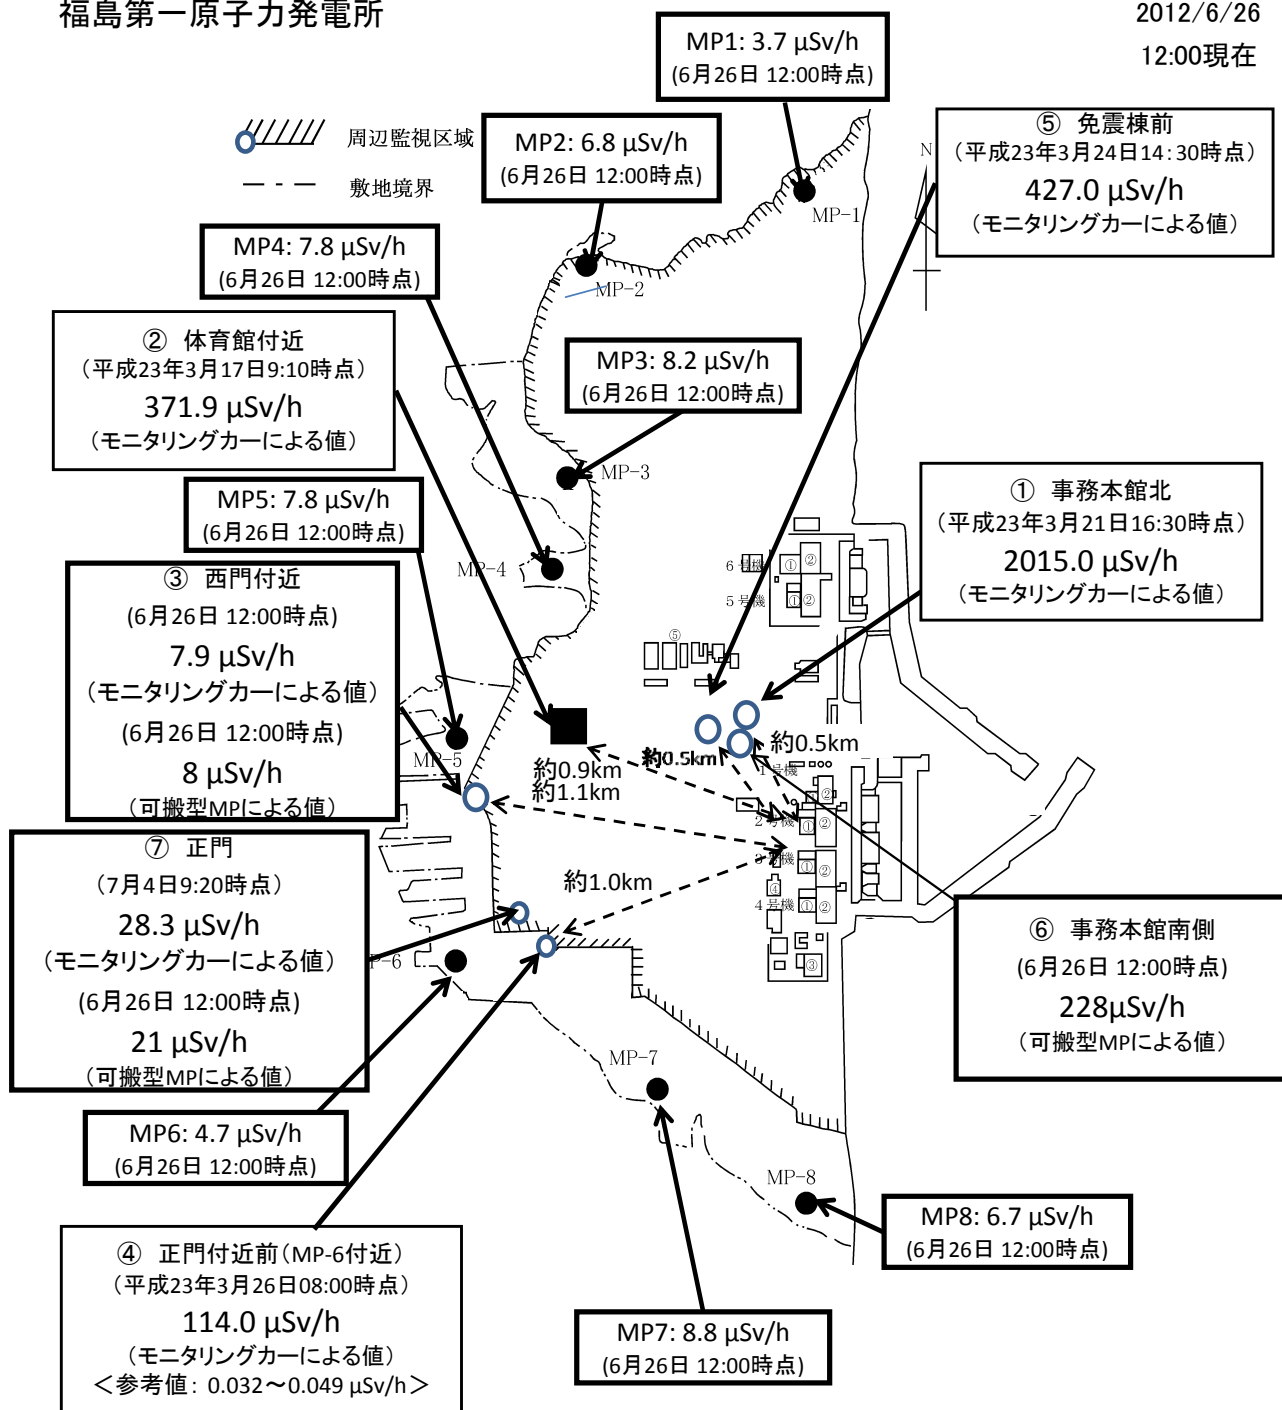 福島第一原子力発電所
2012/6/26
12:00現在
MP1: 3.7 μSv/h
(6月26日 12:00時点)
周辺監視区域
敷地境界
MP2: 6.8 μSv/h
(6月26日 12:00時点)
⑤ 免震棟前
（平成23年3月24日14:30時点）
427.0 μSv/h
（モニタリングカーによる値）
N
MP-1
MP4: 7.8 μSv/h
(6月26日 12:00時点)
MP-2
② 体育館付近
（平成23年3月17日9:10時点）
371.9 μSv/h
（モニタリングカーによる値）
MP3: 8.2 μSv/h
(6月26日 12:00時点)
MP-3
MP5: 7.8 μSv/h
(6月26日 12:00時点)
① 事務本館北
（平成23年3月21日16:30時点）
2015.0 μSv/h
（モニタリングカーによる値）
MP-4
6号機
①
②
5号機
①
②
③ 西門付近
(6月26日 12:00時点)
7.9 μSv/h
（モニタリングカーによる値）
(6月26日 12:00時点)
8 μSv/h
（可搬型MPによる値）
⑤
MP-5
約0.9km
約1.1km
約0.5km
約0.5km
1号機
②
2号機
①
②
3号機
①
②
④
4号機
①
②
③
約1.0km
⑦ 正門
(7月4日9:20時点)
28.3 μSv/h
（モニタリングカーによる値）
(6月26日 12:00時点)
21 μSv/h
（可搬型MPによる値）
P-6
⑥ 事務本館南側
(6月26日 12:00時点)
228μSv/h
（可搬型MPによる値）
MP-7
MP6: 4.7 μSv/h
(6月26日 12:00時点)
MP-8
MP8: 6.7 μSv/h
(6月26日 12:00時点)
④ 正門付近前（MP-6付近）
（平成23年3月26日08:00時点）
114.0 μSv/h
（モニタリングカーによる値）
＜参考値: 0.032～0.049 μSv/h＞
MP7: 8.8 μSv/h
(6月26日 12:00時点)